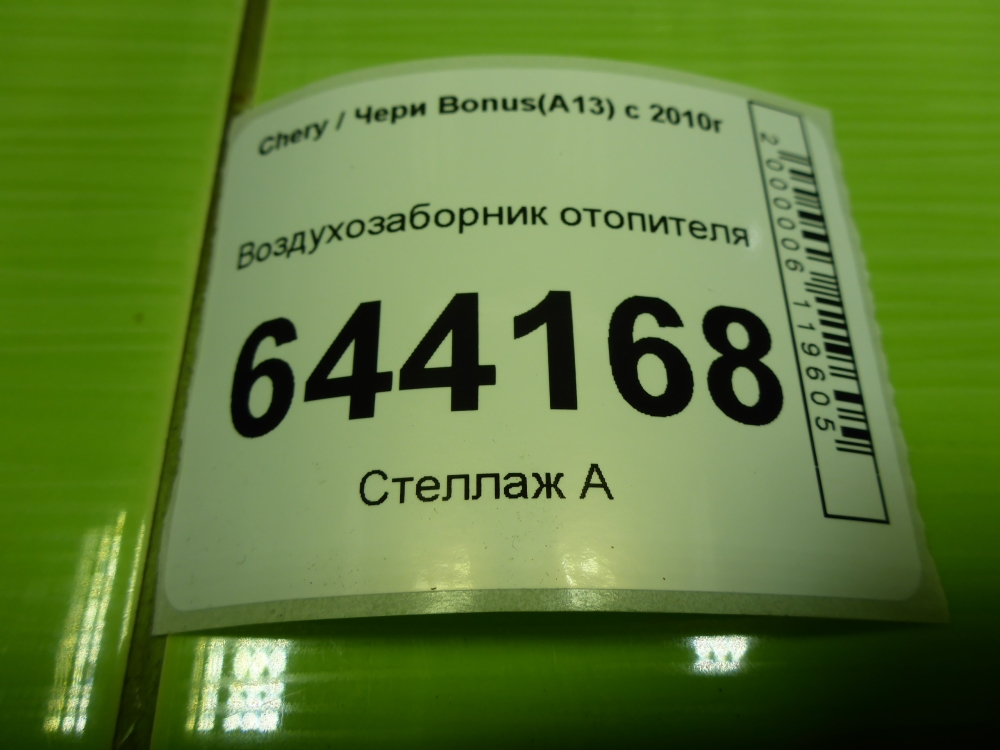 Chery / Чери Bonus(A13) с 2010г
Воздухозаборник отопителя
644168
Стеллаж А
2000006119605